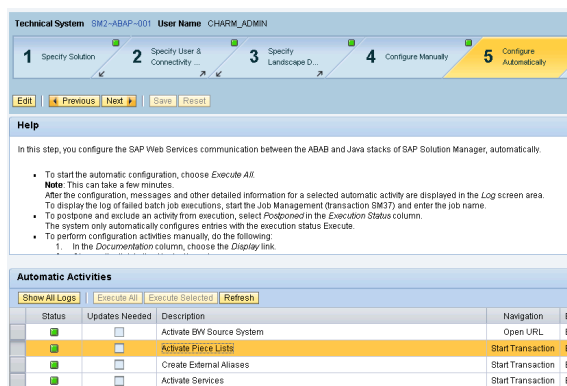 Technical System SM2~ABAP~001 User Name CHARM_ADMIN
1 Specify Solution
2 Specify User & Connectivity ...
3 Specify Landscape D...
4 Configure Manually
5 Configure Automatically
Edit Previous Next Save Reset
Help
In this step, you configure the SAP Web Services communication between the ABAB and Java stacks of SAP Solution Manager, automatically.
To start the automatic configuration, choose Execute All.
Note: This can take a few minutes.
After the configuration, messages and other detailed information for a selected automatic activity are displayed in the Log screen area.
To display the log of failed batch job executions, start the Job Management (transaction SM37) and enter the job name.
To postpone and exclude an activity from execution, select Postponed in the Execution Status column.
The system only automatically configures entries with the execution status Execute.
To perform configuration activities manually, do the following:
1. In the Documentation column, choose the Display link.
Automatic Activities
Show All Logs Execute All Execute Selected Refresh
Status Updates Needed Description Navigation E
Activate BW Source System Open URL E
Activate Piece Lists Start Transaction E
Create External Aliases Start Transaction E
Activate Services Start Transaction E